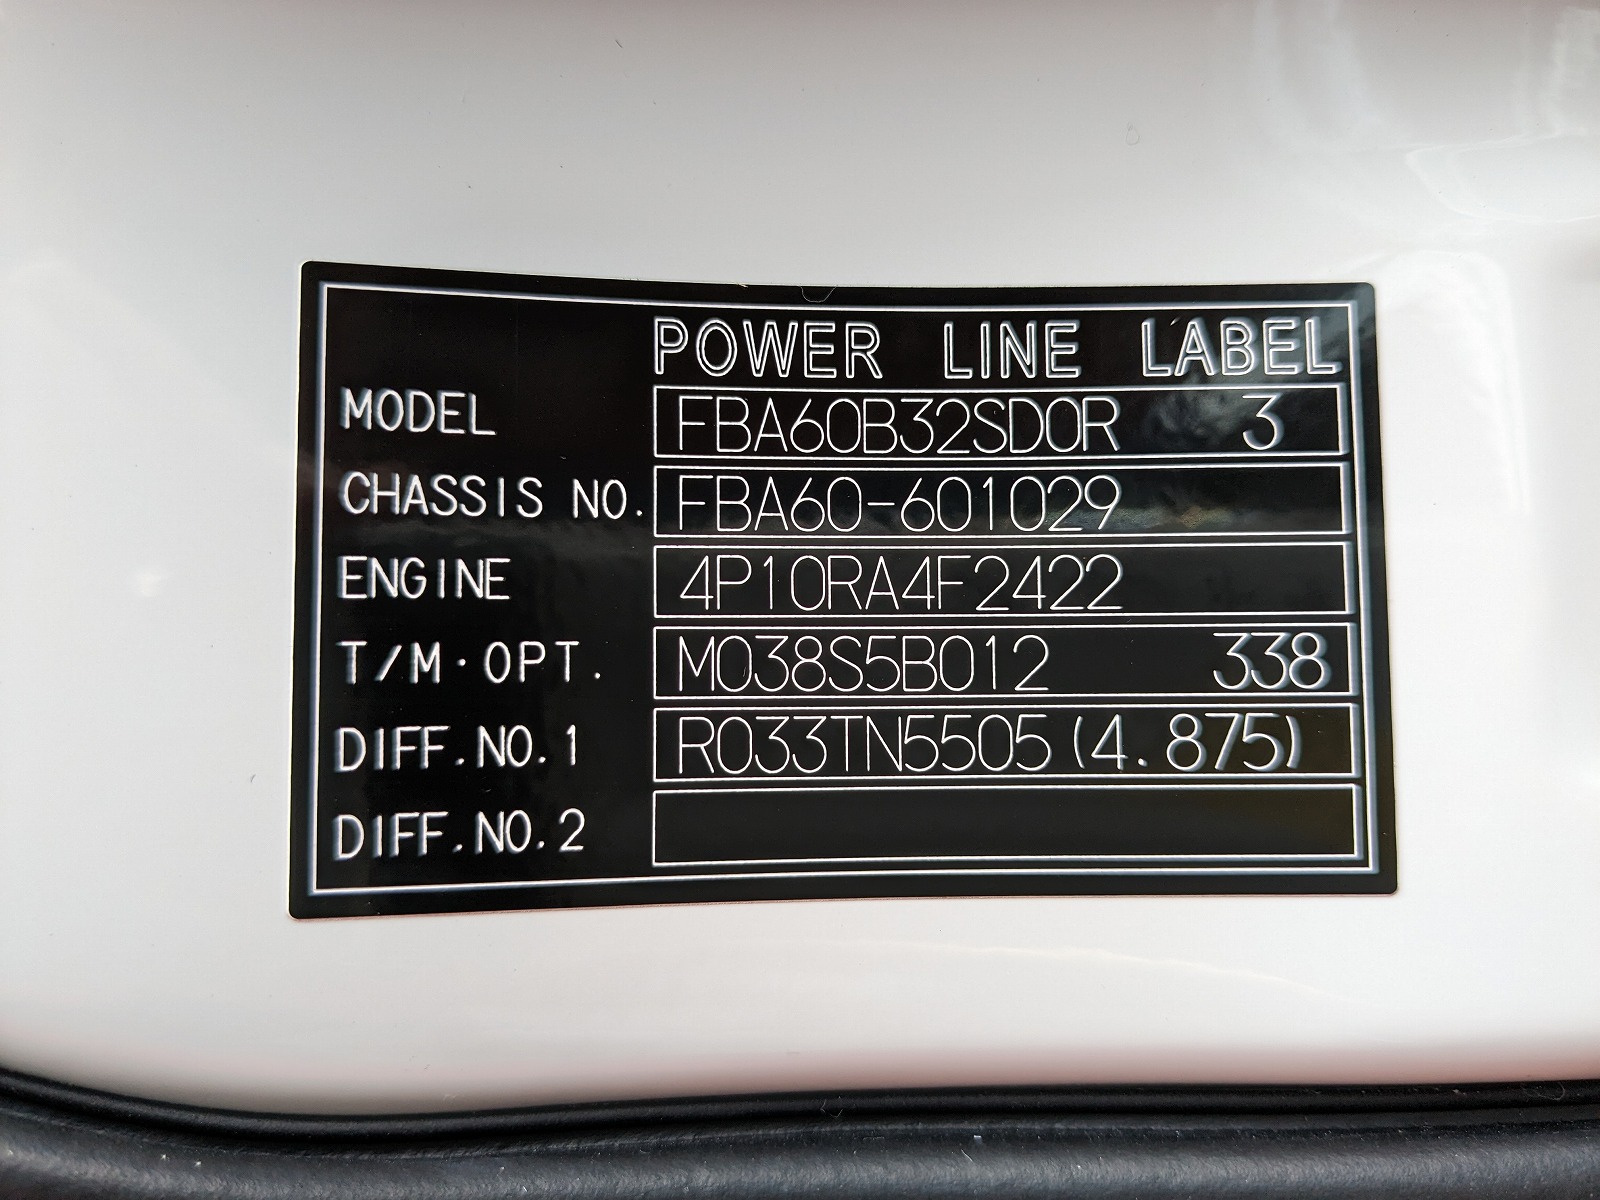 POWER LINE LABEL
MODEL FBA60B32SD0R 3
CHASSIS NO. FBA60-601029
ENGINE 4P10RA4F2422
T/M·OPT. M038S5B012 338
DIFF.NO.1 R033TN5505(4.875)
DIFF.NO.2